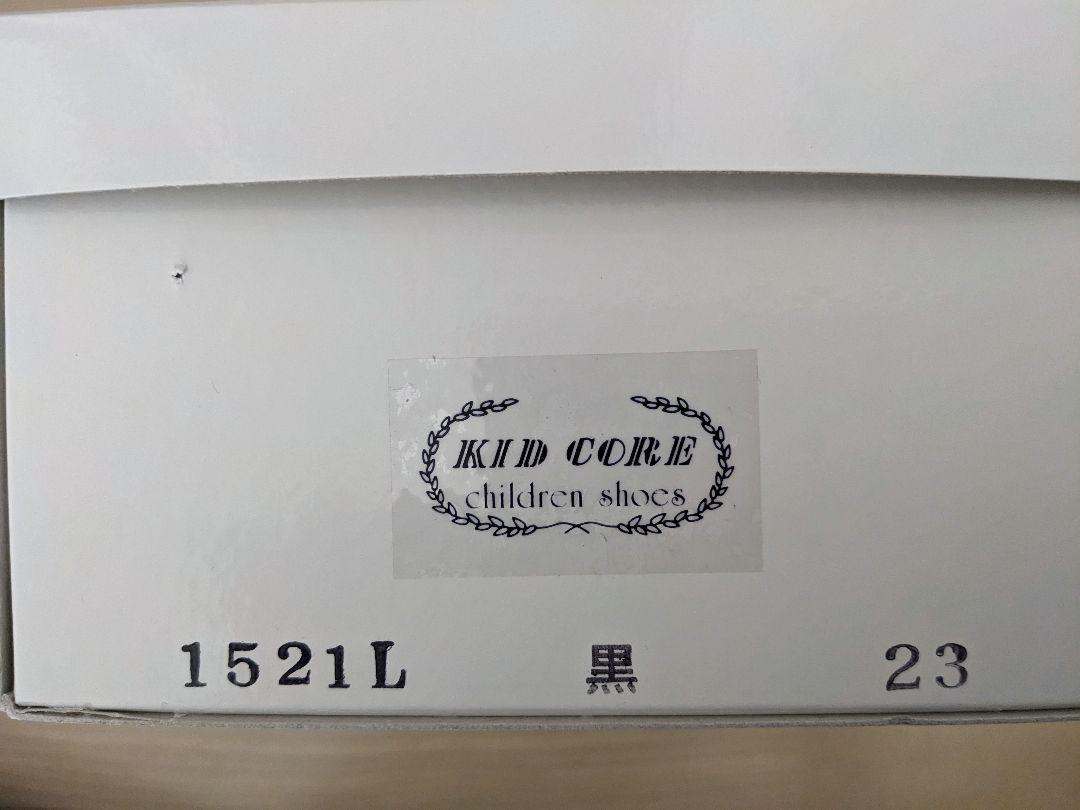 KID CORE
children shoes
1521L 黒 23